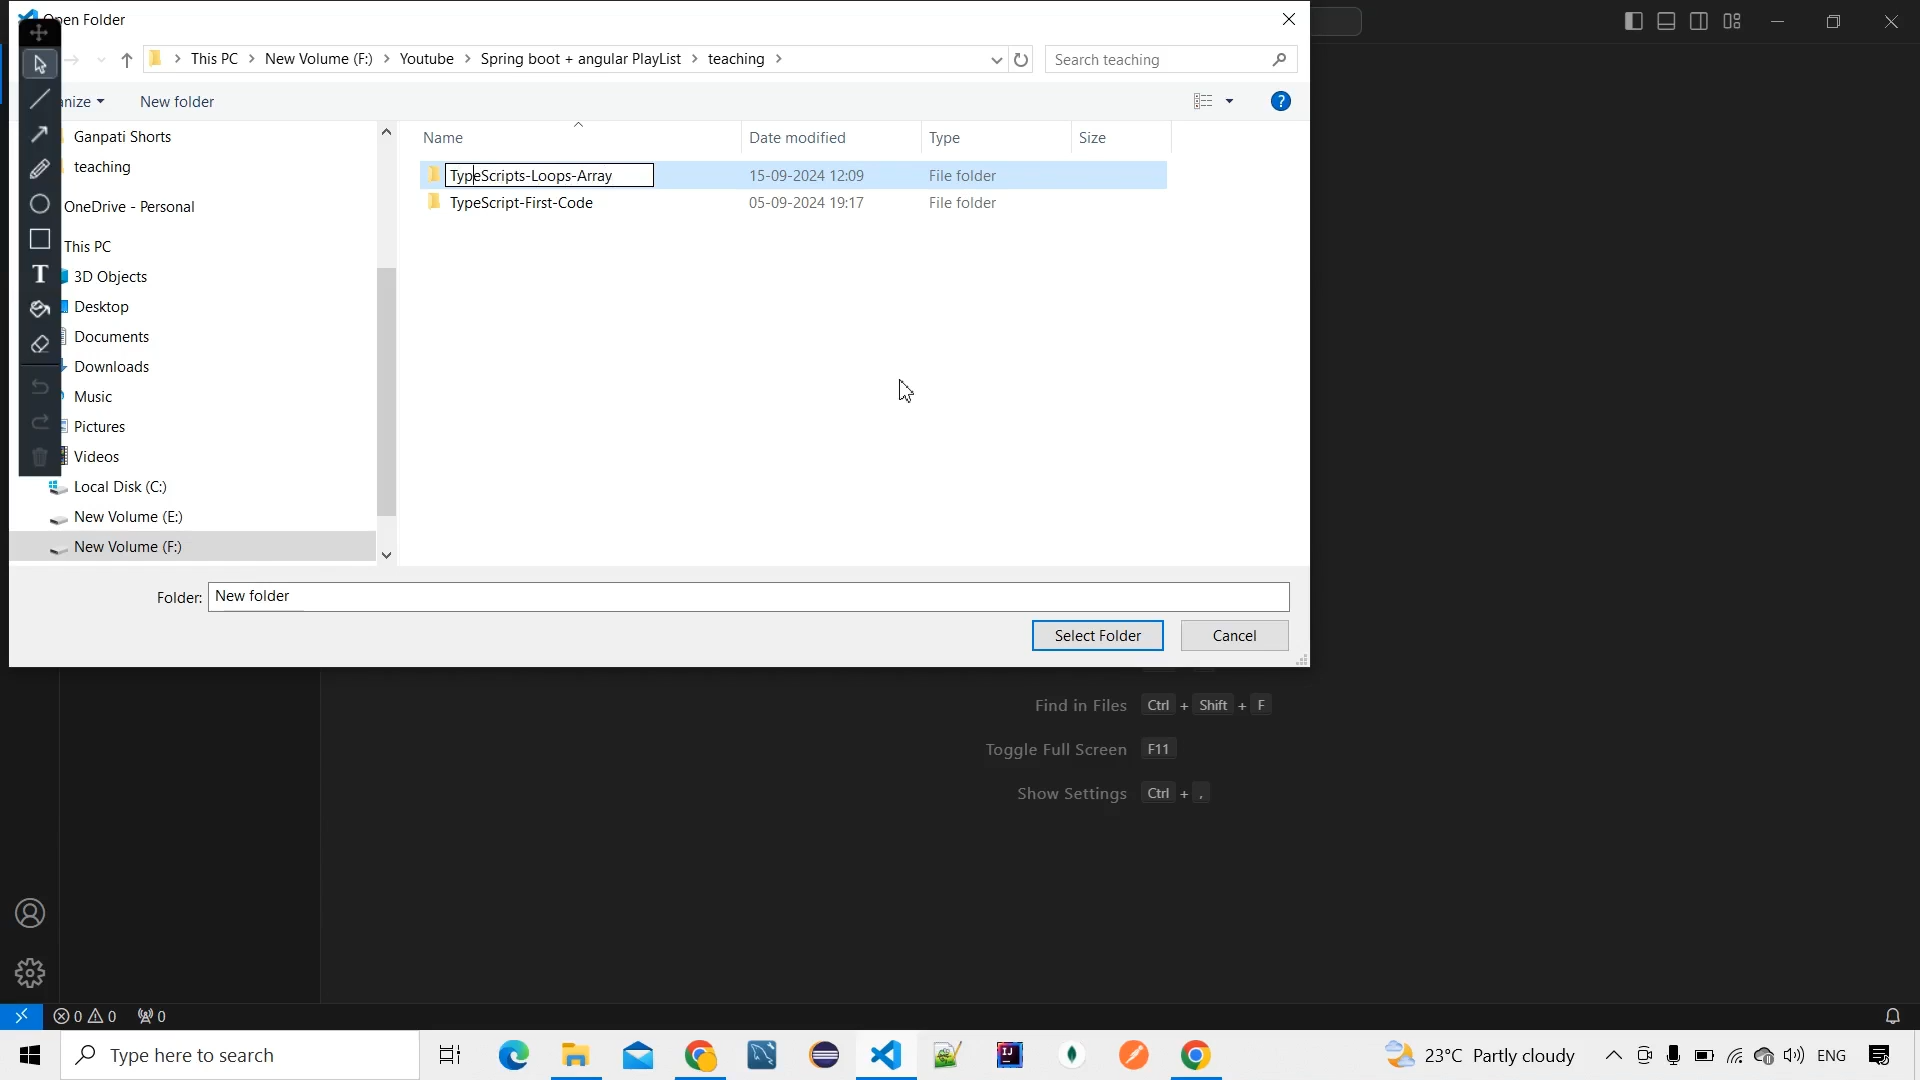 Open Folder
This PC > New Volume (F:) > Youtube > Spring boot + angular PlayList > teaching >
Search teaching
anize
New folder
?
Name
Date modified
Type
Size
Ganpati Shorts
teaching
OneDrive - Personal
This PC
3D Objects
Desktop
Documents
Downloads
Music
Pictures
Videos
Local Disk (C:)
New Volume (E:)
New Volume (F:)
T
TypeScripts-Loops-Array
15-09-2024 12:09
File folder
TypeScript-First-Code
05-09-2024 19:17
File folder
Folder: New folder
Select Folder
Cancel
Find in Files Ctrl + Shift + F
Toggle Full Screen F11
Show Settings Ctrl + ,
0 0 0
Type here to search
IJ
23°C Partly cloudy
ENG